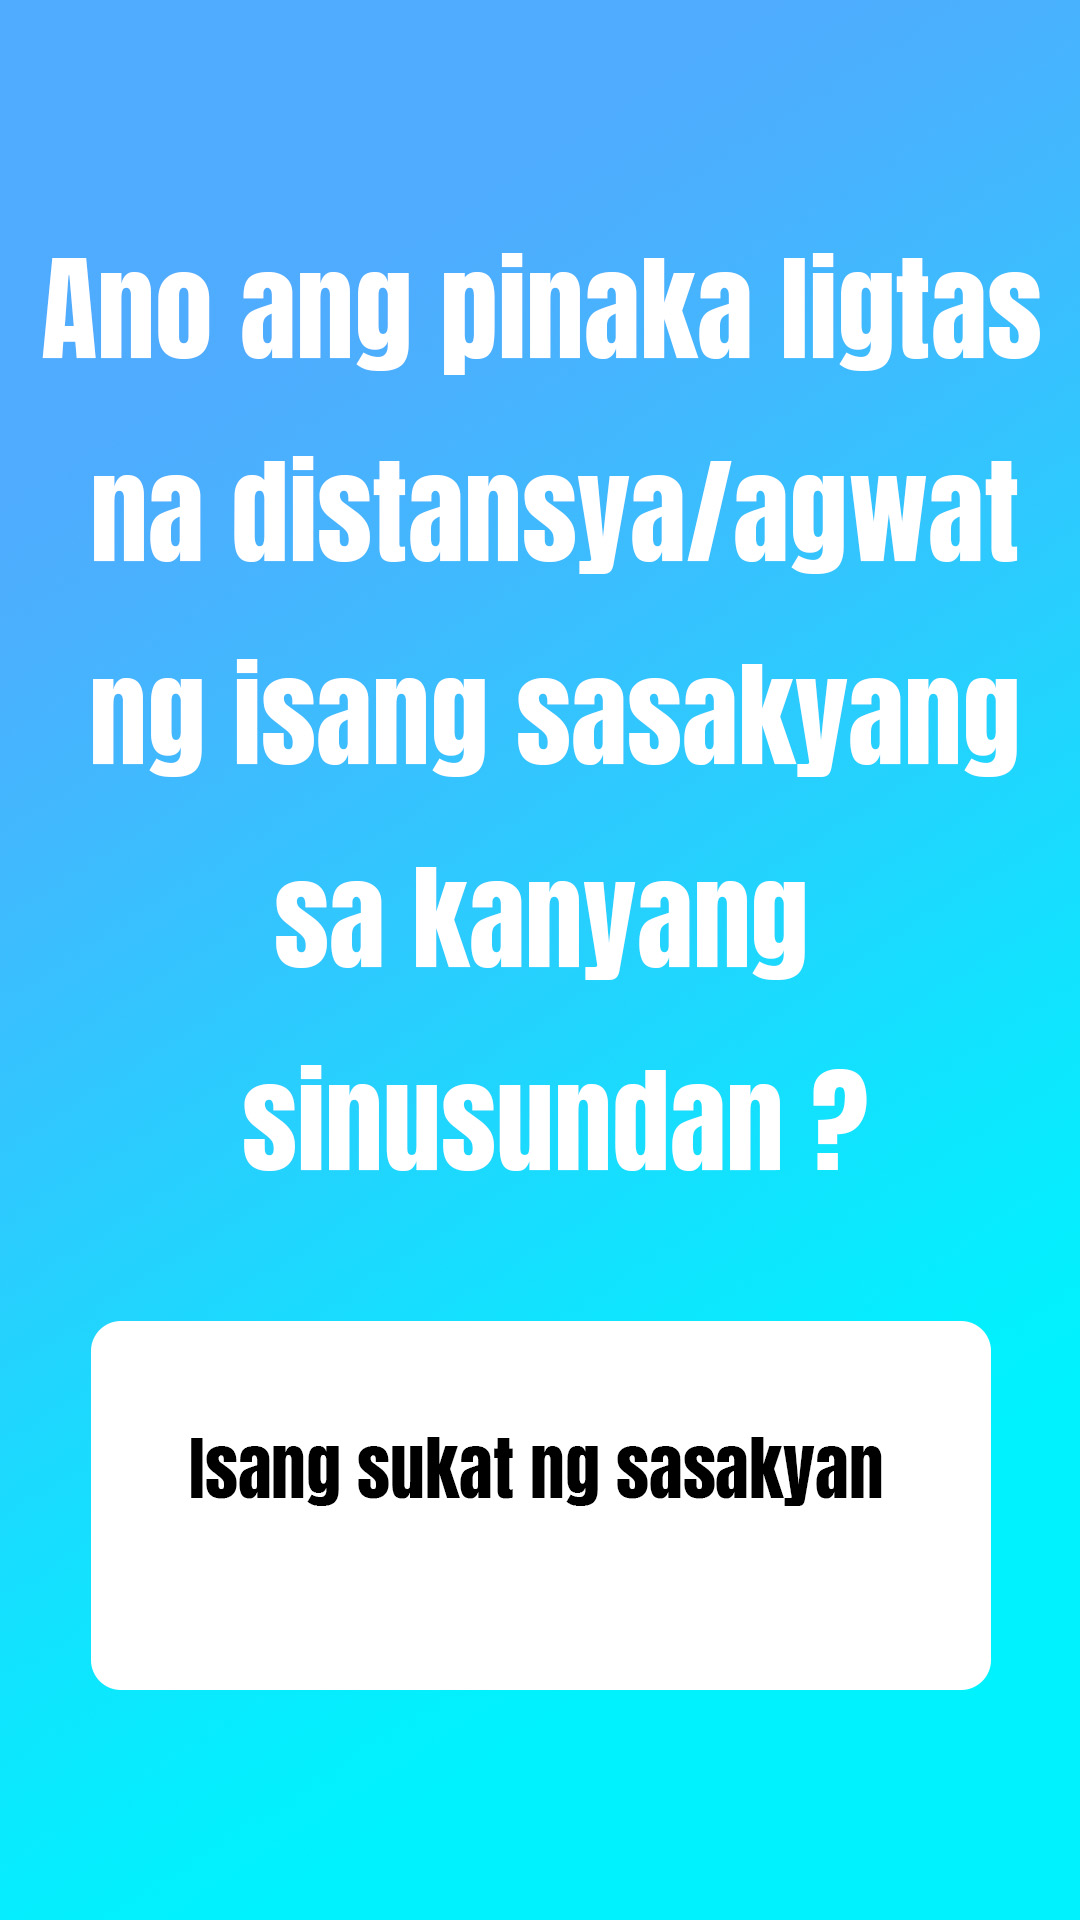 Ano ang pinaka ligtas
na distansya/agwat
ng isang sasakyang
sa kanyang
sinusundan ?
Isang sukat ng sasakyan